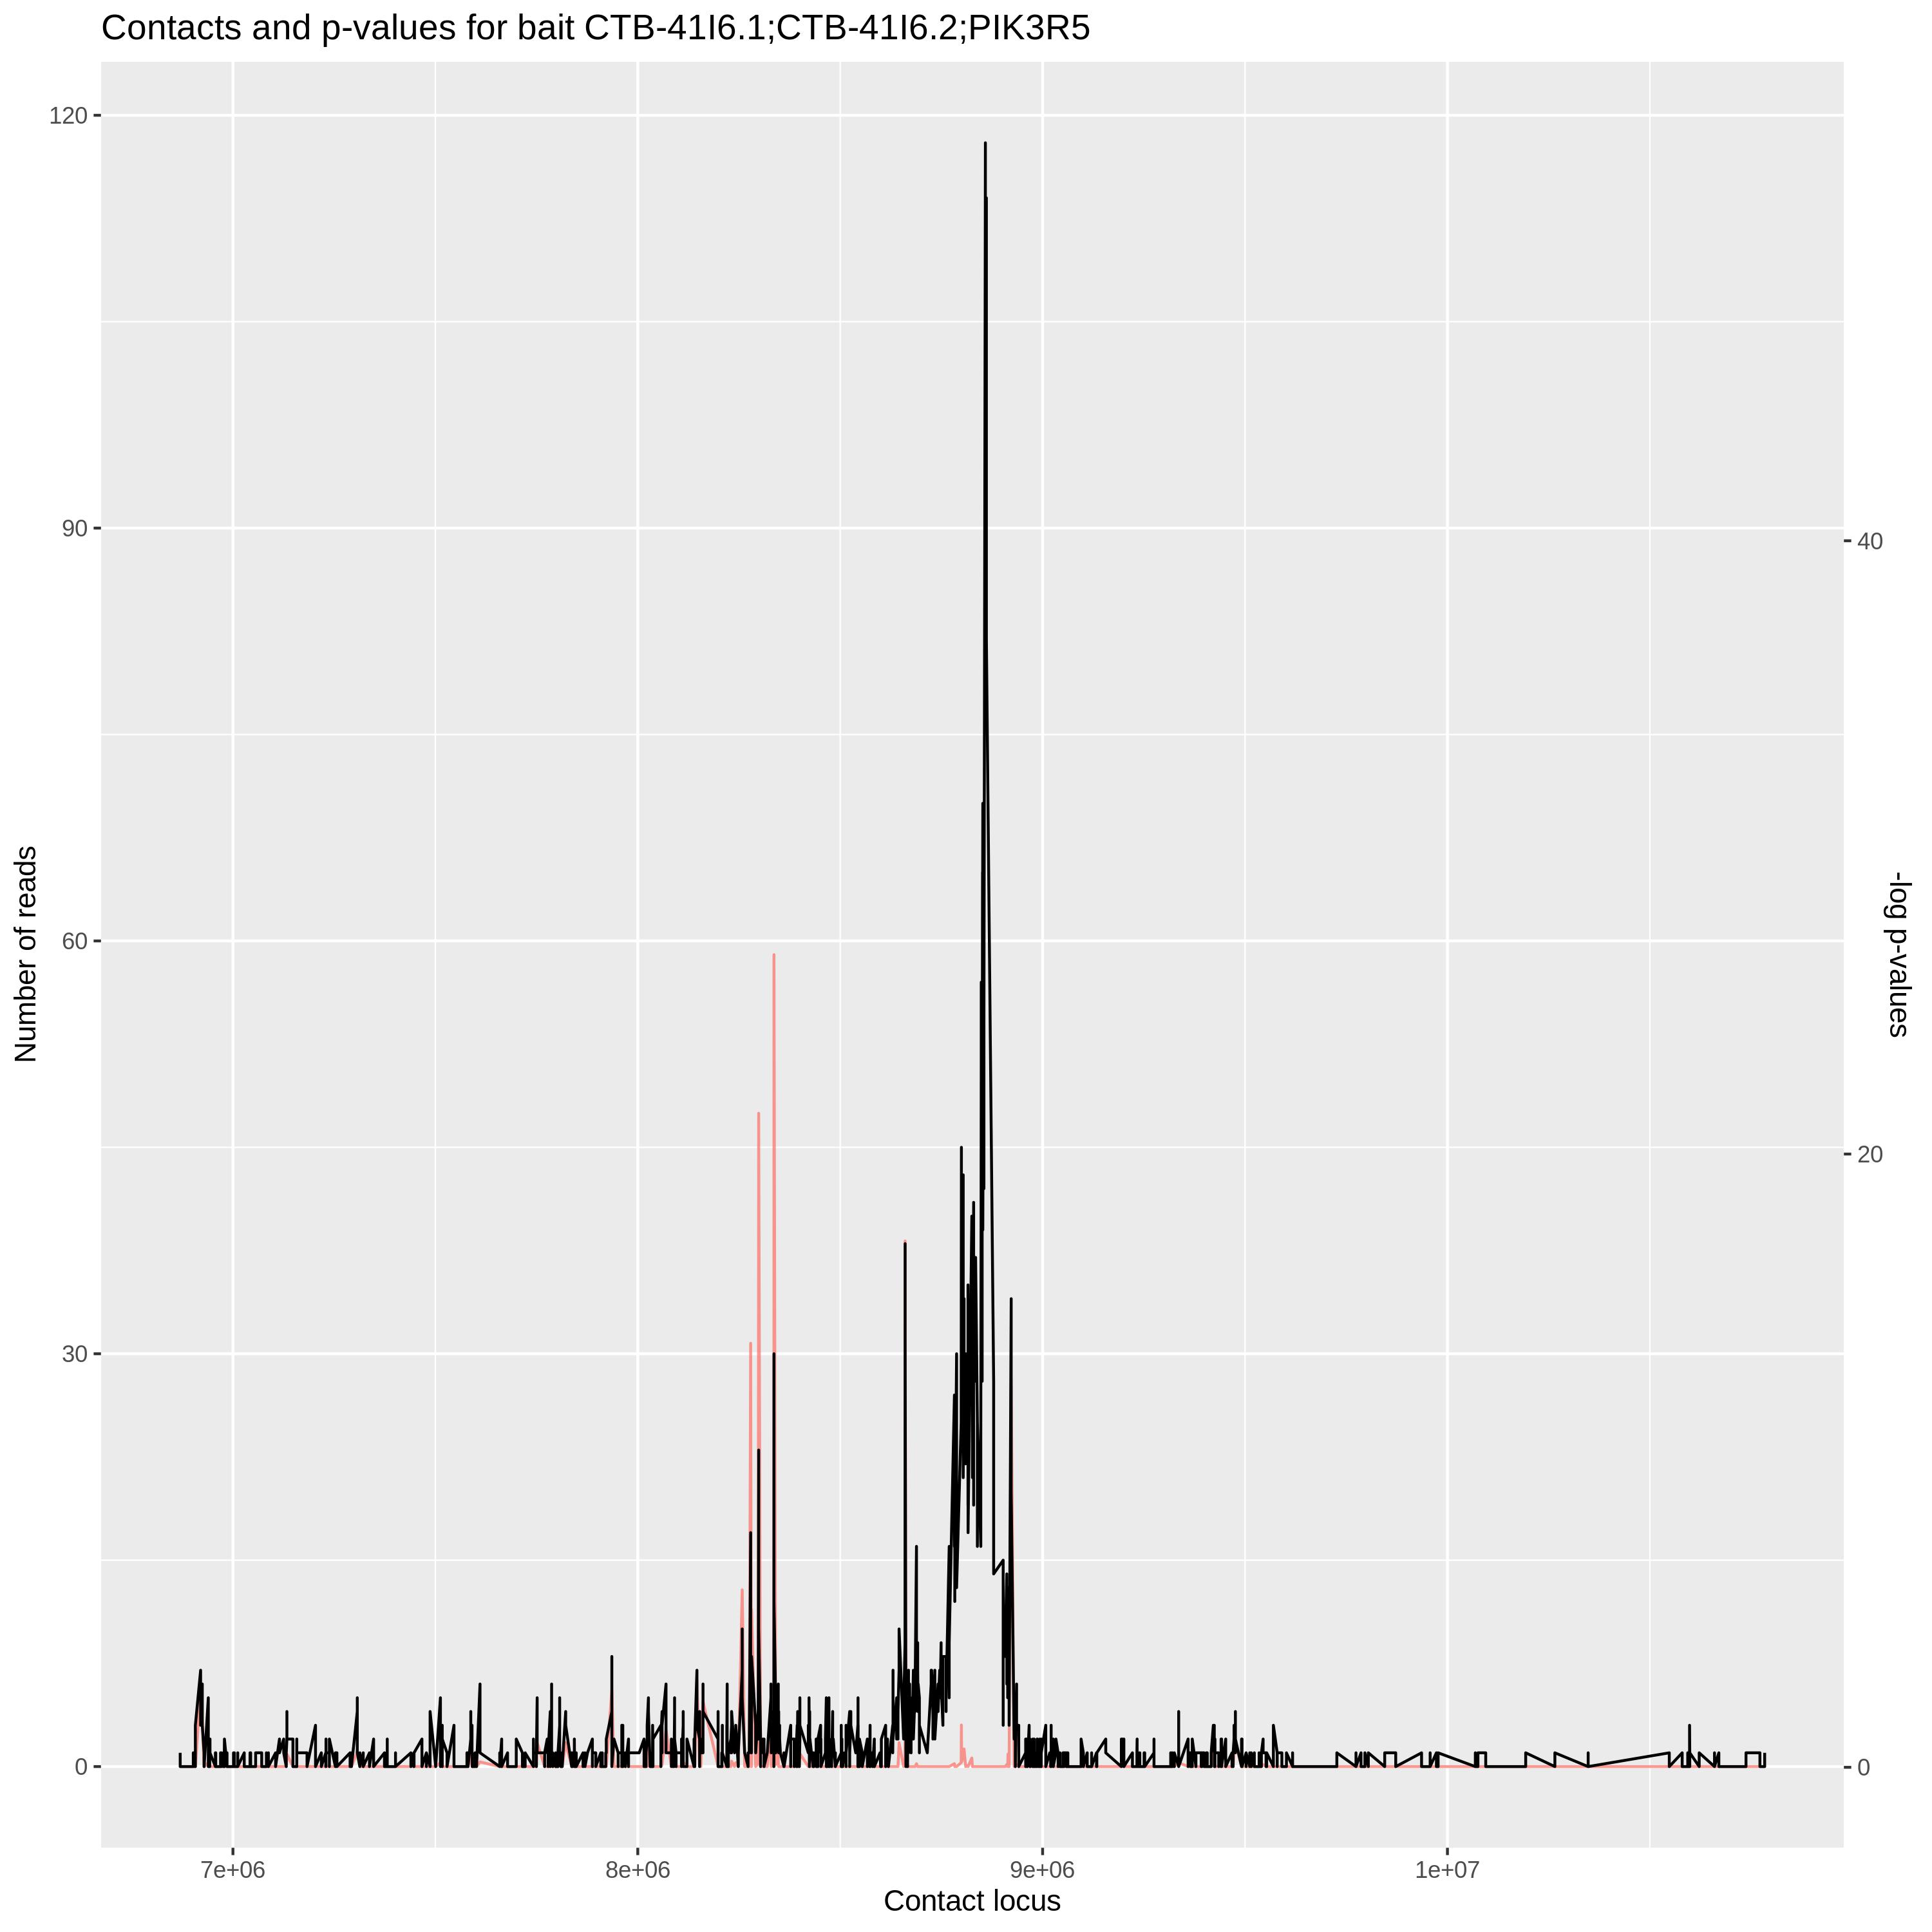 Contacts and p-values for bait CTB-41I6.1;CTB-41I6.2;PIK3R5
120
90
60
30
0
Number of reads
40
20
0
-log p-values
7e+06
8e+06
9e+06
1e+07
Contact locus